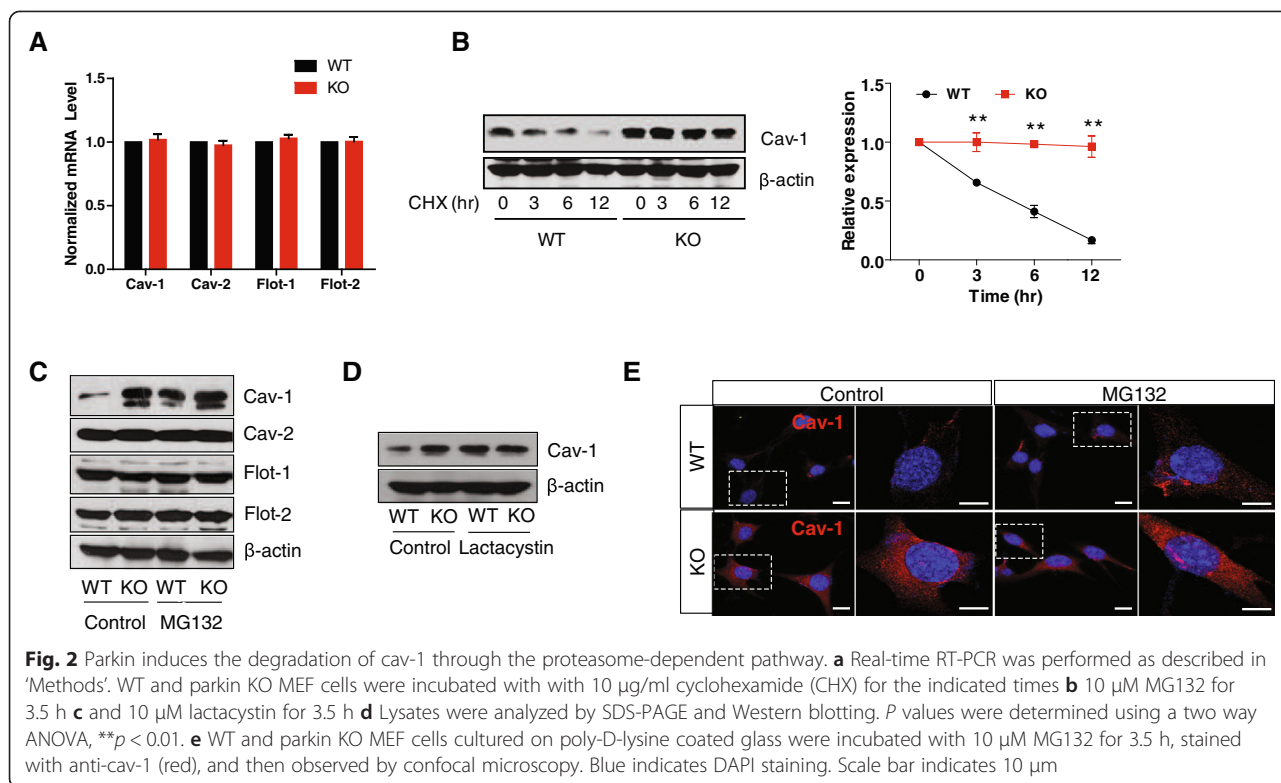 A
WT
KO
Normalized mRNA Level
1.5
1.0
0.5
0.0
Cav-1 Cav-2 Flot-1 Flot-2
B
Cav-1
β-actin
CHX (hr) 0 3 6 12 0 3 6 12
WT KO
WT KO
Relative expression
1.5
1.0
0.5
0.0
** ** **
0 3 6 12
Time (hr)
C
Cav-1
Cav-2
Flot-1
Flot-2
β-actin
WT KO WT KO
Control MG132
D
Cav-1
β-actin
WT KO WT KO
Control Lactacystin
E
Control MG132
WT
Cav-1
KO
Cav-1
Fig. 2 Parkin induces the degradation of cav-1 through the proteasome-dependent pathway. a Real-time RT-PCR was performed as described in
‘Methods’. WT and parkin KO MEF cells were incubated with with 10 μg/ml cyclohexamide (CHX) for the indicated times b 10 μM MG132 for
3.5 h c and 10 μM lactacystin for 3.5 h d Lysates were analyzed by SDS-PAGE and Western blotting. P values were determined using a two way
ANOVA, **p < 0.01. e WT and parkin KO MEF cells cultured on poly-D-lysine coated glass were incubated with 10 μM MG132 for 3.5 h, stained
with anti-cav-1 (red), and then observed by confocal microscopy. Blue indicates DAPI staining. Scale bar indicates 10 μm